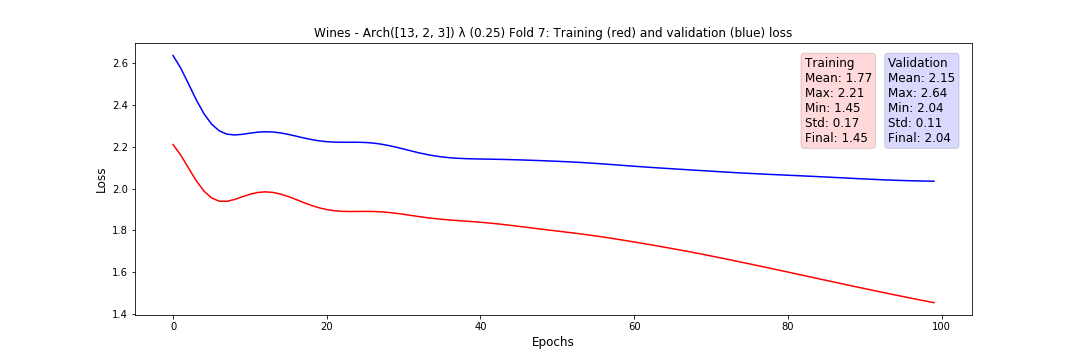 Wines - Arch([13, 2, 3]) λ (0.25) Fold 7: Training (red) and validation (blue) loss
Training
Mean: 1.77
Max: 2.21
Min: 1.45
Std: 0.17
Final: 1.45
Validation
Mean: 2.15
Max: 2.64
Min: 2.04
Std: 0.11
Final: 2.04
Loss
2.6
2.4
2.2
2.0
1.8
1.6
1.4
0 20 40 60 80 100
Epochs